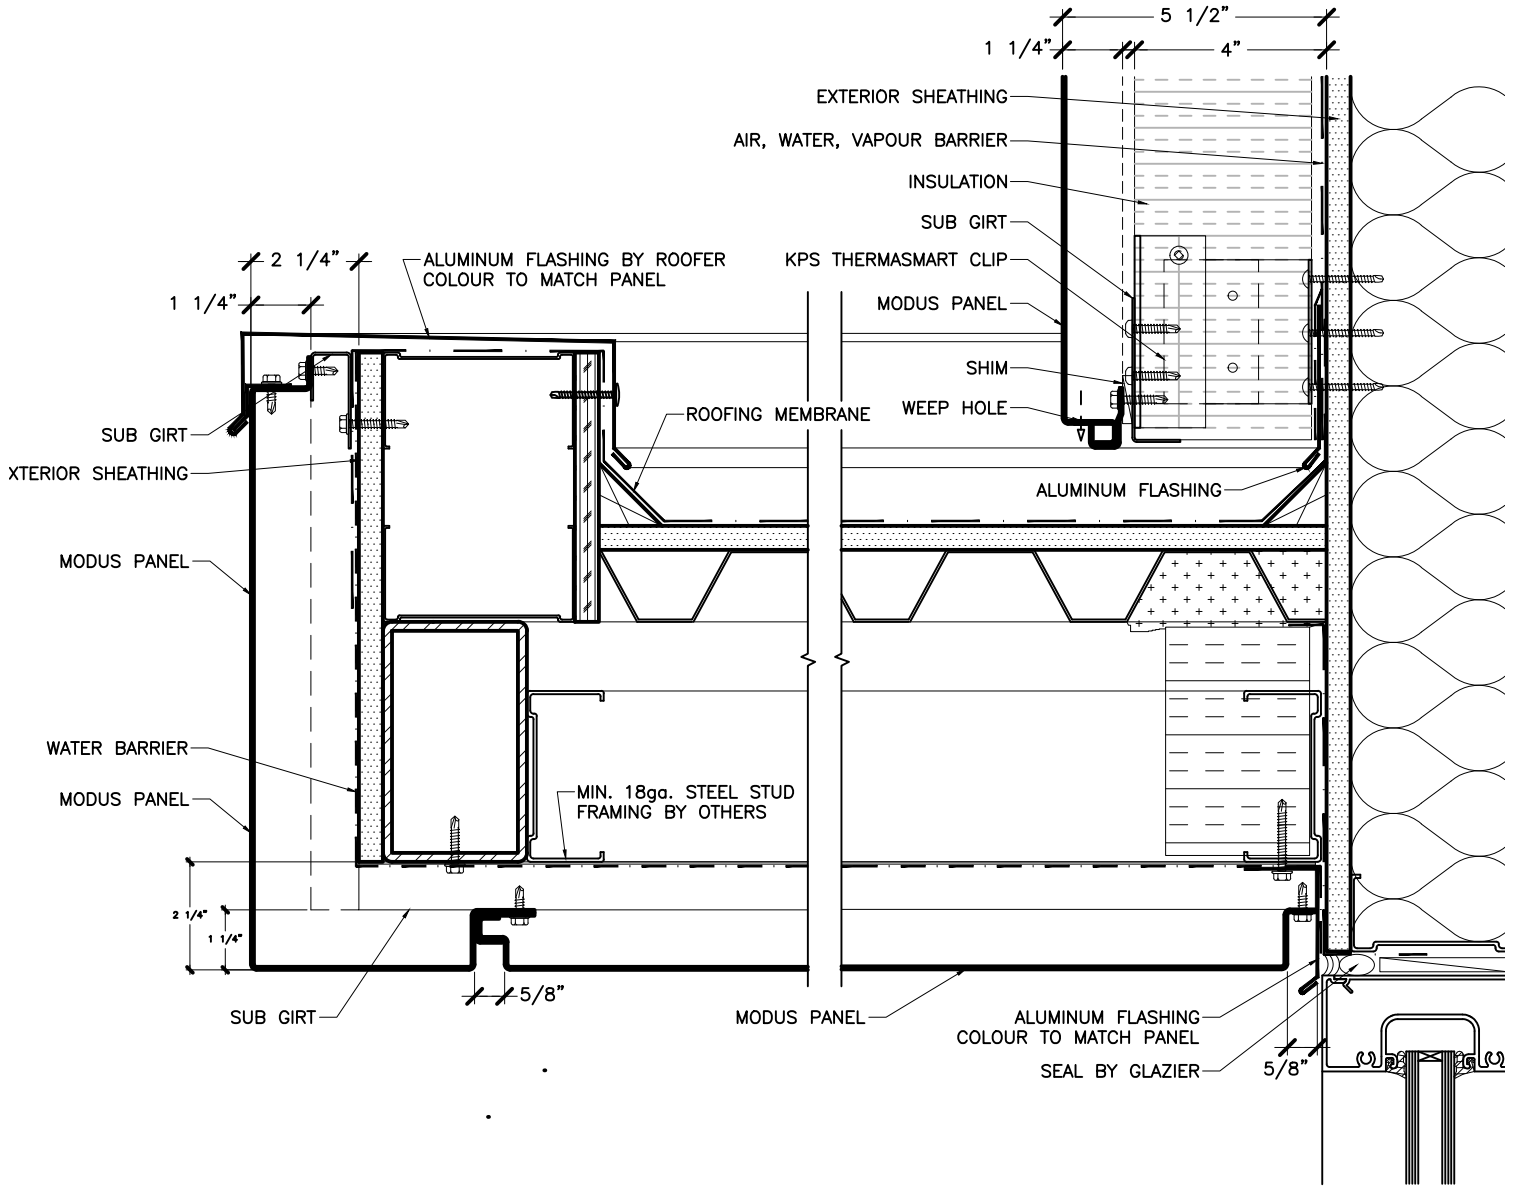 5 1/2"
1 1/4"
4"
EXTERIOR SHEATHING
AIR, WATER, VAPOUR BARRIER
INSULATION
SUB GIRT
KPS THERMASMART CLIP
MODUS PANEL
SHIM
WEEP HOLE
2 1/4"
ALUMINUM FLASHING BY ROOFER
COLOUR TO MATCH PANEL
1 1/4"
ROOFING MEMBRANE
SUB GIRT
XTERIOR SHEATHING
ALUMINUM FLASHING
MODUS PANEL
WATER BARRIER
MODUS PANEL
MIN. 18ga. STEEL STUD
FRAMING BY OTHERS
2 1/4"
1 1/4"
5/8"
SUB GIRT
MODUS PANEL
ALUMINUM FLASHING
COLOUR TO MATCH PANEL
5/8"
SEAL BY GLAZIER